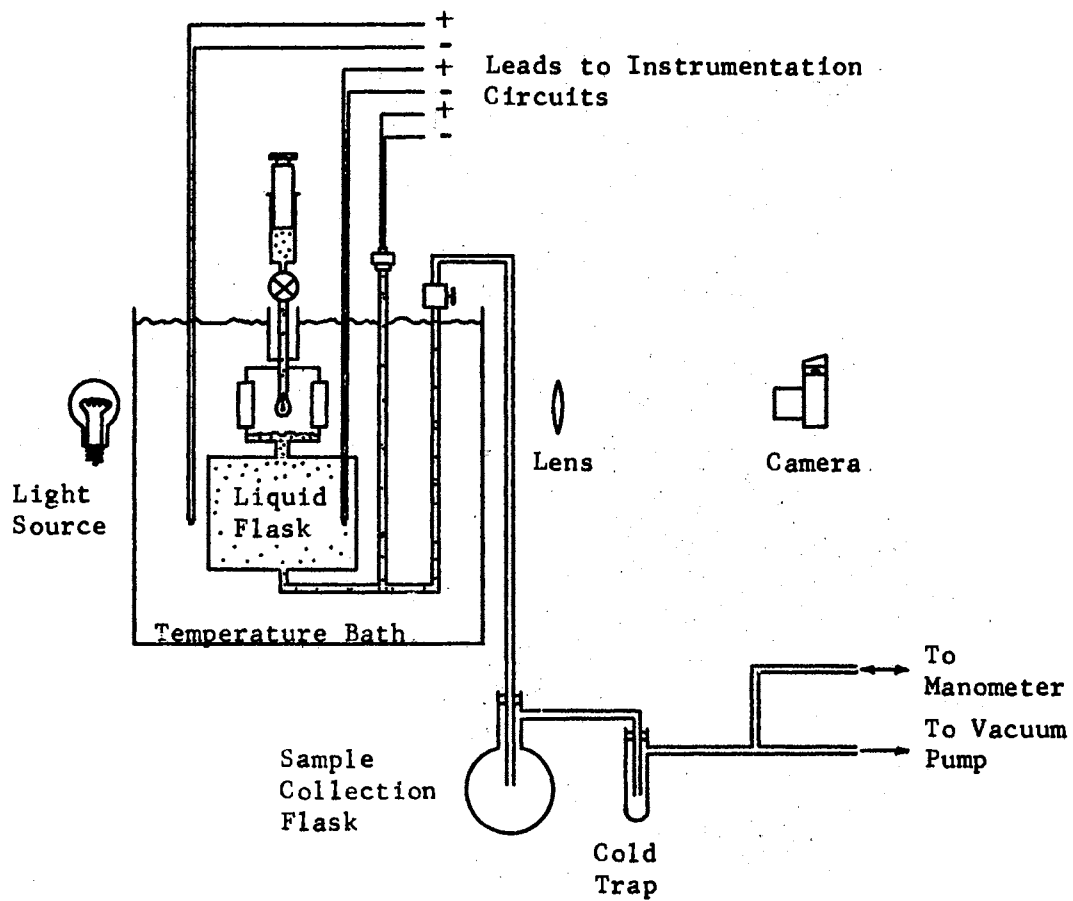 +
-
+
-
+
-
Leads to Instrumentation
Circuits
Light
Source
Liquid
Flask
Lens
Camera
Temperature Bath
To
Manometer
To Vacuum
Pump
Sample
Collection
Flask
Cold
Trap